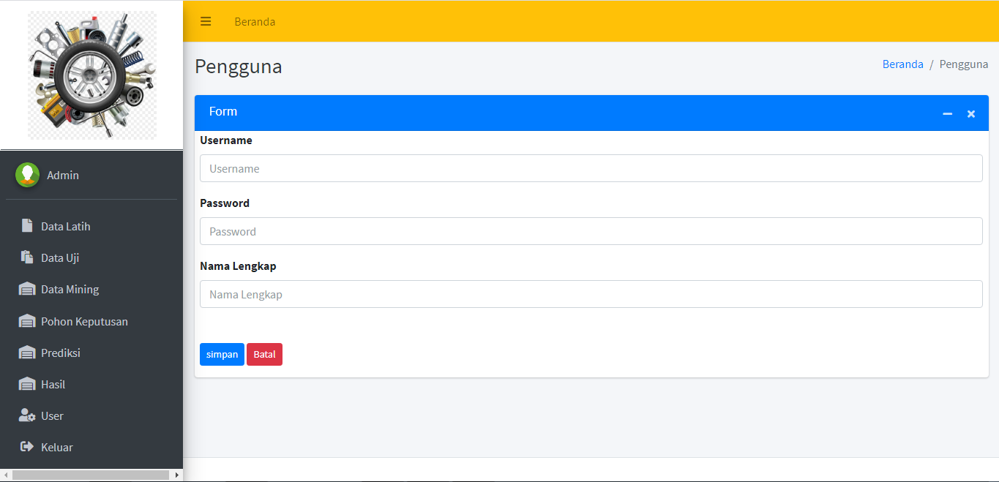 Beranda
Pengguna
Beranda / Pengguna
Admin
Data Latih
Data Uji
Data Mining
Pohon Keputusan
Prediksi
Hasil
User
Keluar
Form
Username
Username
Password
Password
Nama Lengkap
Nama Lengkap
simpan Batal